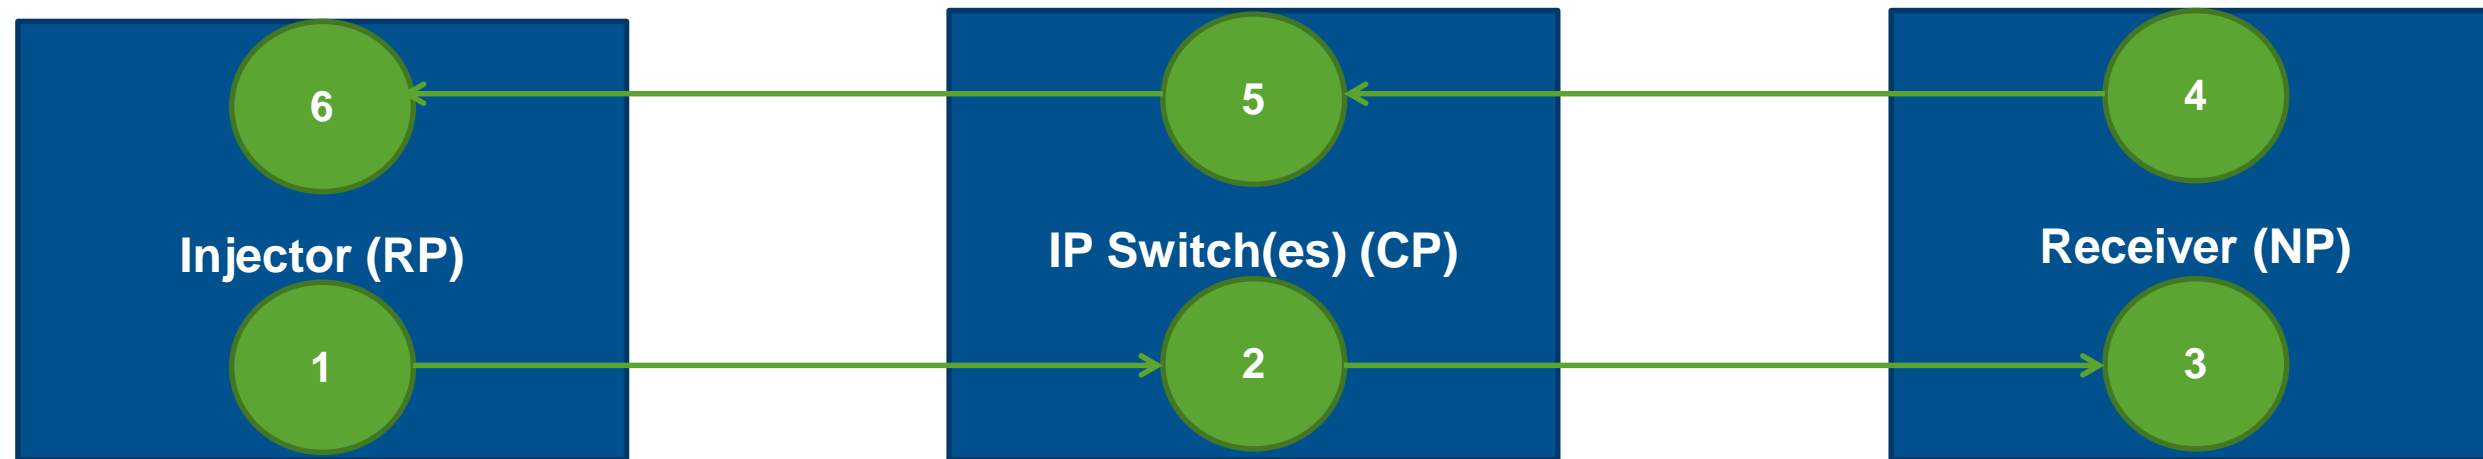 6
5
4
Injector (RP)
IP Switch(es) (CP)
Receiver (NP)
1
2
3